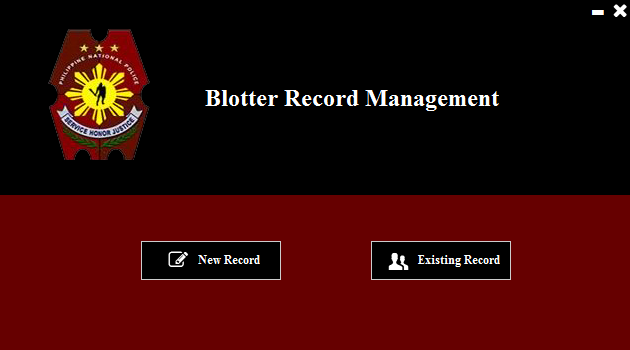 PHILIPPINE NATIONAL POLICE
SERVICE HONOR JUSTICE
Blotter Record Management
New Record
Existing Record